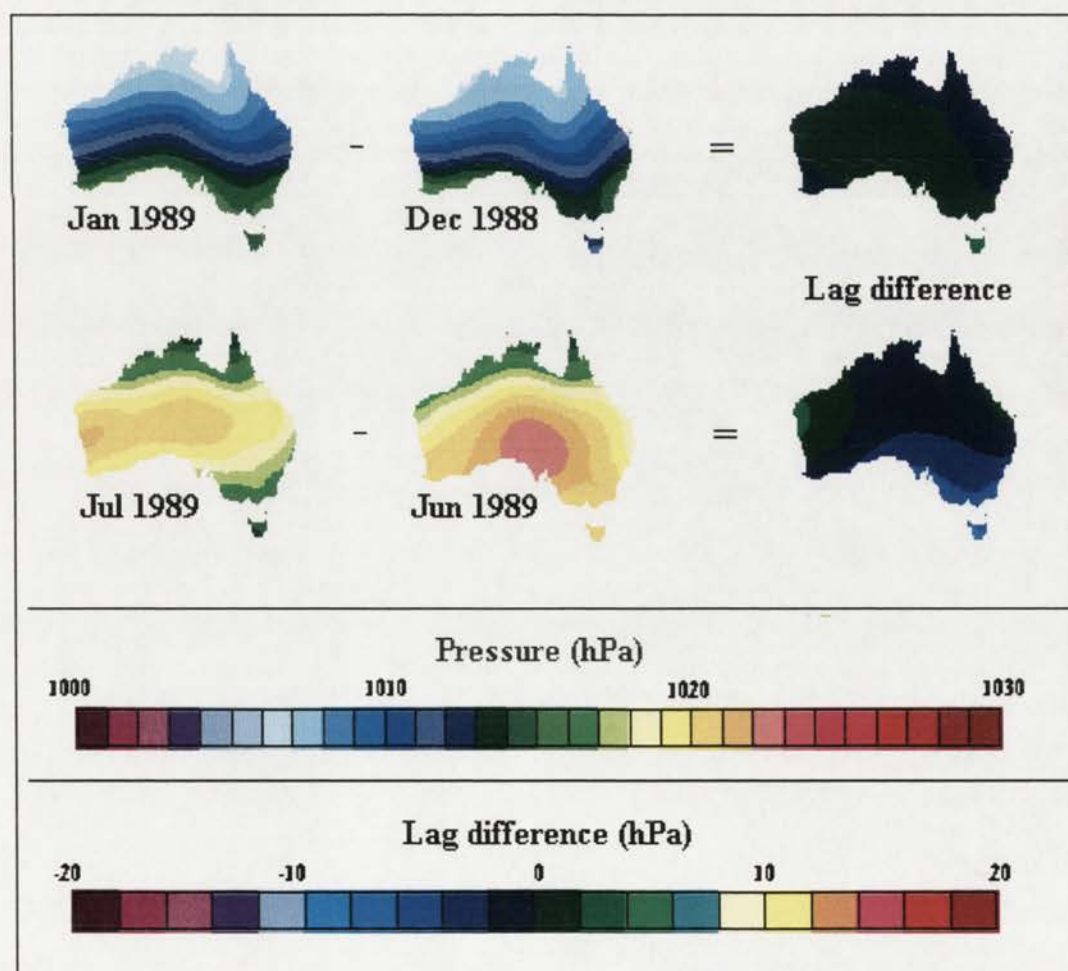 -
=
Jan 1989
Dec 1988
Lag difference
-
=
Jul 1989
Jun 1989
Pressure (hPa)
1000 1010 1020 1030
Lag difference (hPa)
-20 -10 0 10 20